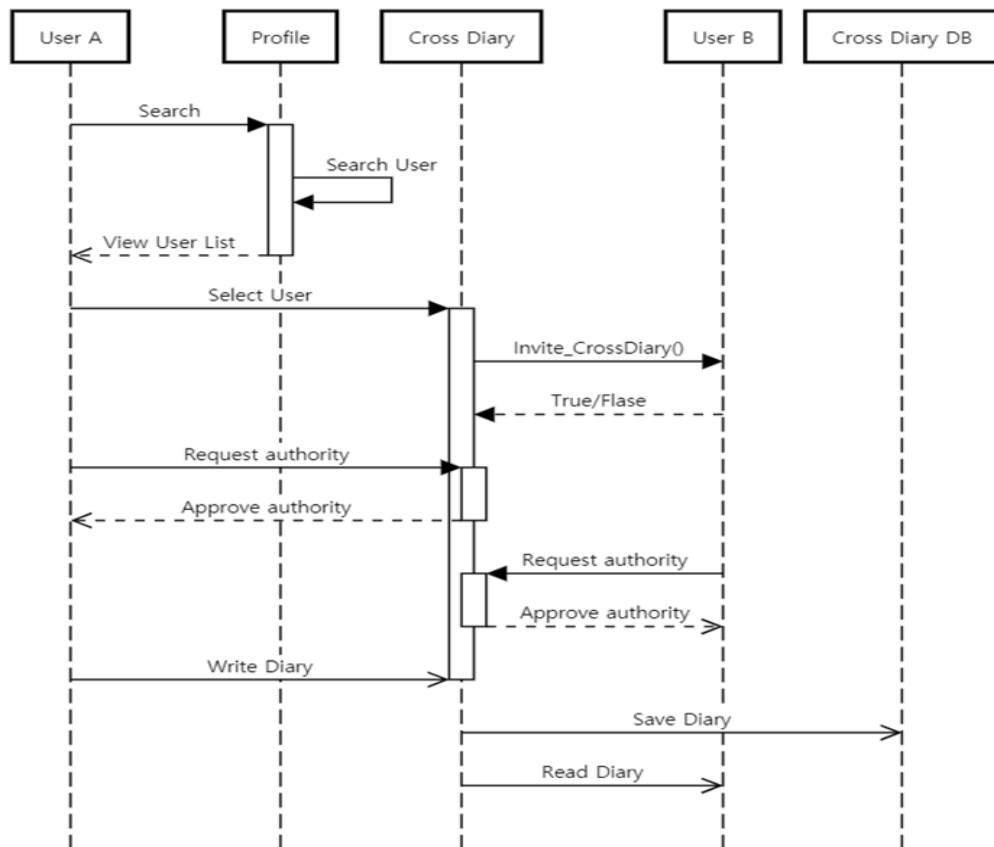 User A
Profile
Cross Diary
User B
Cross Diary DB
Search
Search User
View User List
Select User
Invite_CrossDiary()
True/Flase
Request authority
Approve authority
Request authority
Approve authority
Write Diary
Save Diary
Read Diary